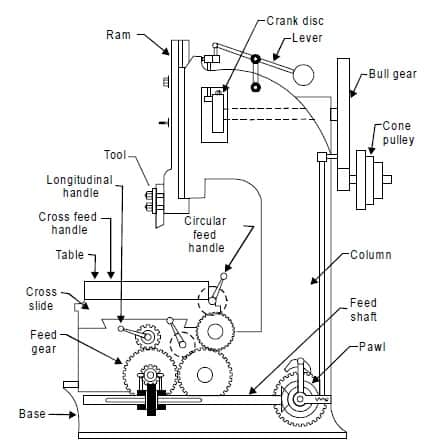 Crank disc
Lever
Ram
Bull gear
Cone
pulley
Tool
Longitudinal
handle
Cross feed
handle
Circular
feed
handle
Table
Column
Cross
slide
Feed
shaft
Feed
gear
Pawl
Base